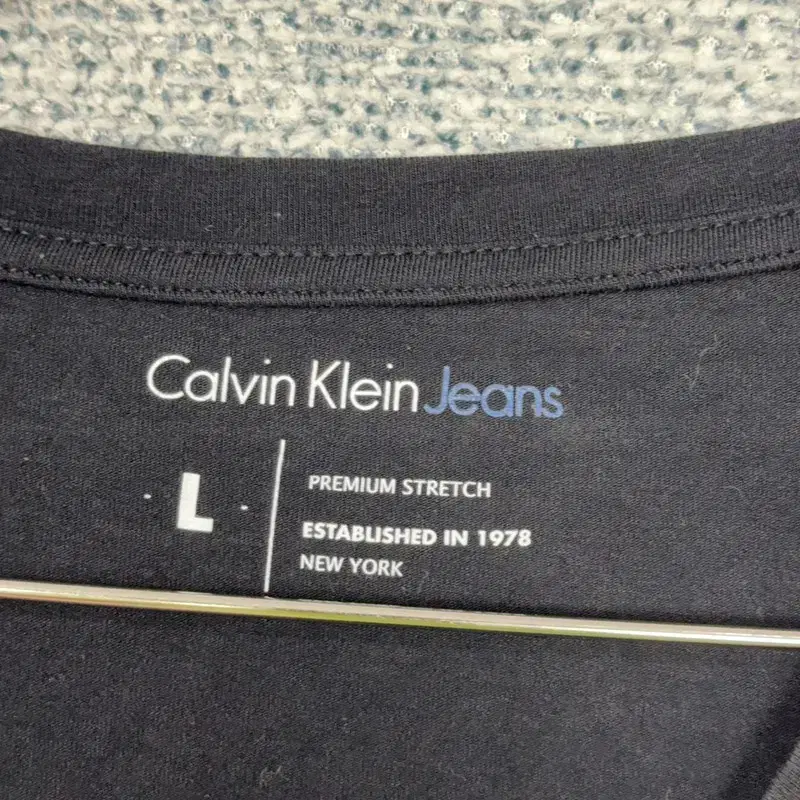 Calvin Klein Jeans
· L ·
PREMIUM STRETCH
ESTABLISHED IN 1978
NEW YORK